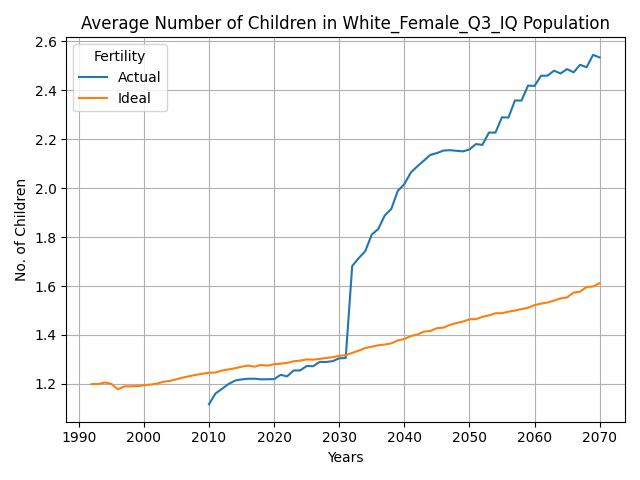 Average Number of Children in White_Female_Q3_IQ Population
Fertility
Actual
Ideal
No. of Children
2.6
2.4
2.2
2.0
1.8
1.6
1.4
1.2
1990 2000 2010 2020 2030 2040 2050 2060 2070
Years